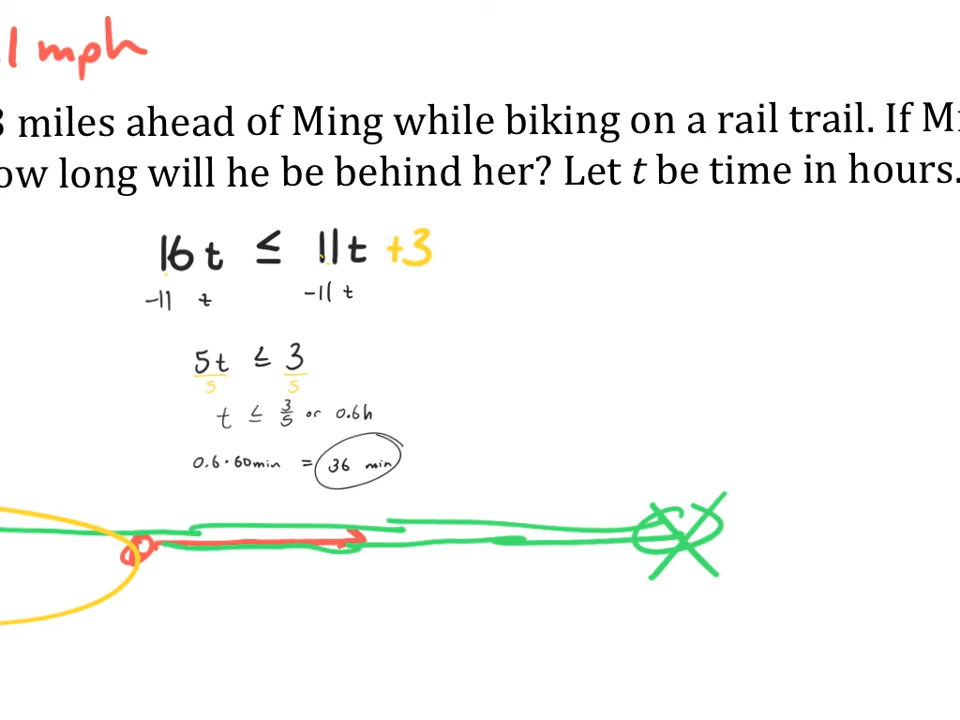 1 mph
3 miles ahead of Ming while biking on a rail trail. If M
ow long will he be behind her? Let t be time in hours.
16t ≤ 11t +3
-11 t -11 t
5t ≤ 3
5 5
t ≤ 3/5 or 0.6h
0.6·60min = 36 min